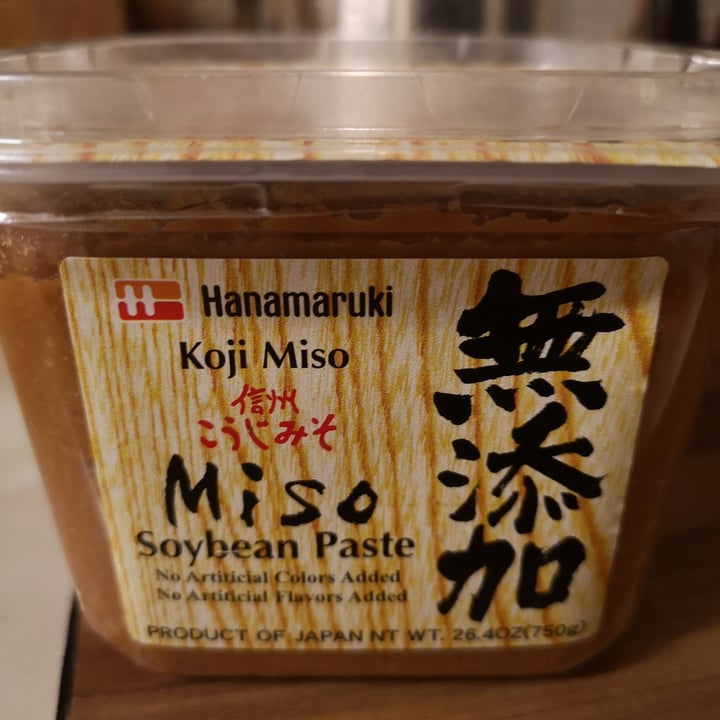 Hanamaruki
Koji Miso
信州
こうじみそ
Miso
Soybean Paste
No Artificial Colors Added
No Artificial Flavors Added
PRODUCT OF JAPAN NT WT. 26.4OZ(750g)
無添加